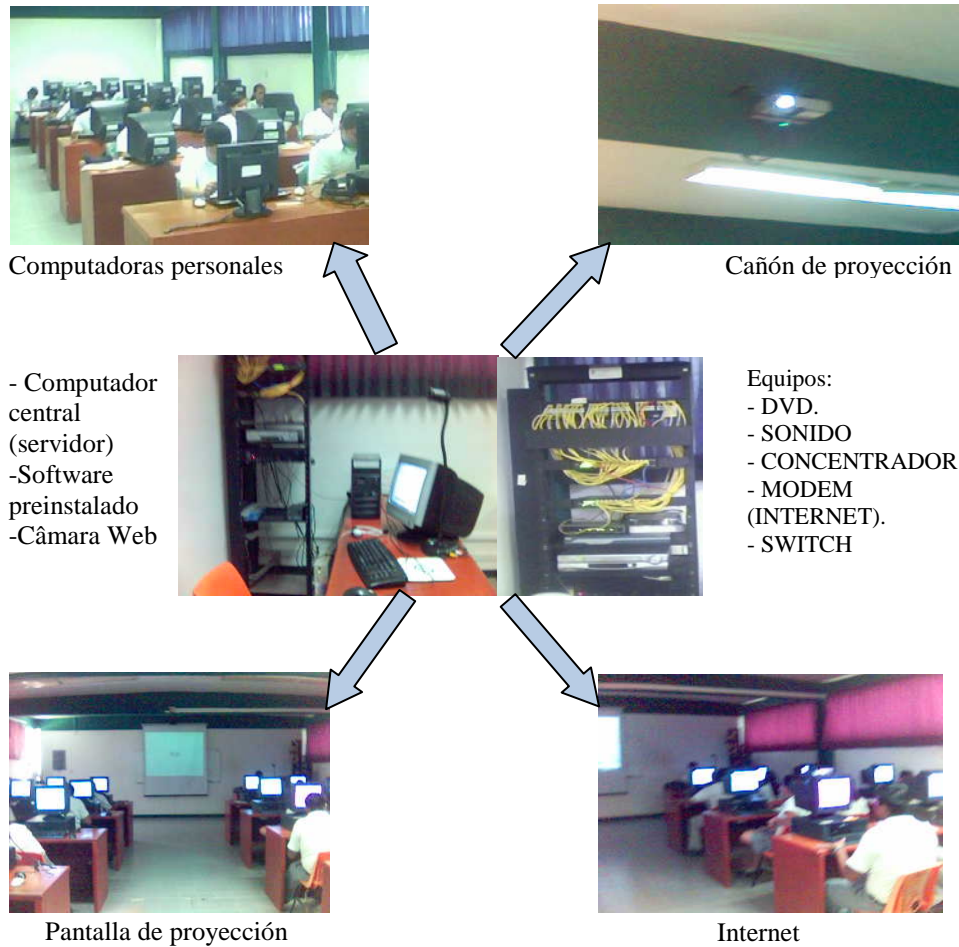 Computadoras personales
Cañón de proyección
- Computador
central
(servidor)
-Software
preinstalado
-Câmara Web
Equipos:
- DVD.
- SONIDO
- CONCENTRADOR
- MODEM
(INTERNET).
- SWITCH
Pantalla de proyección
Internet